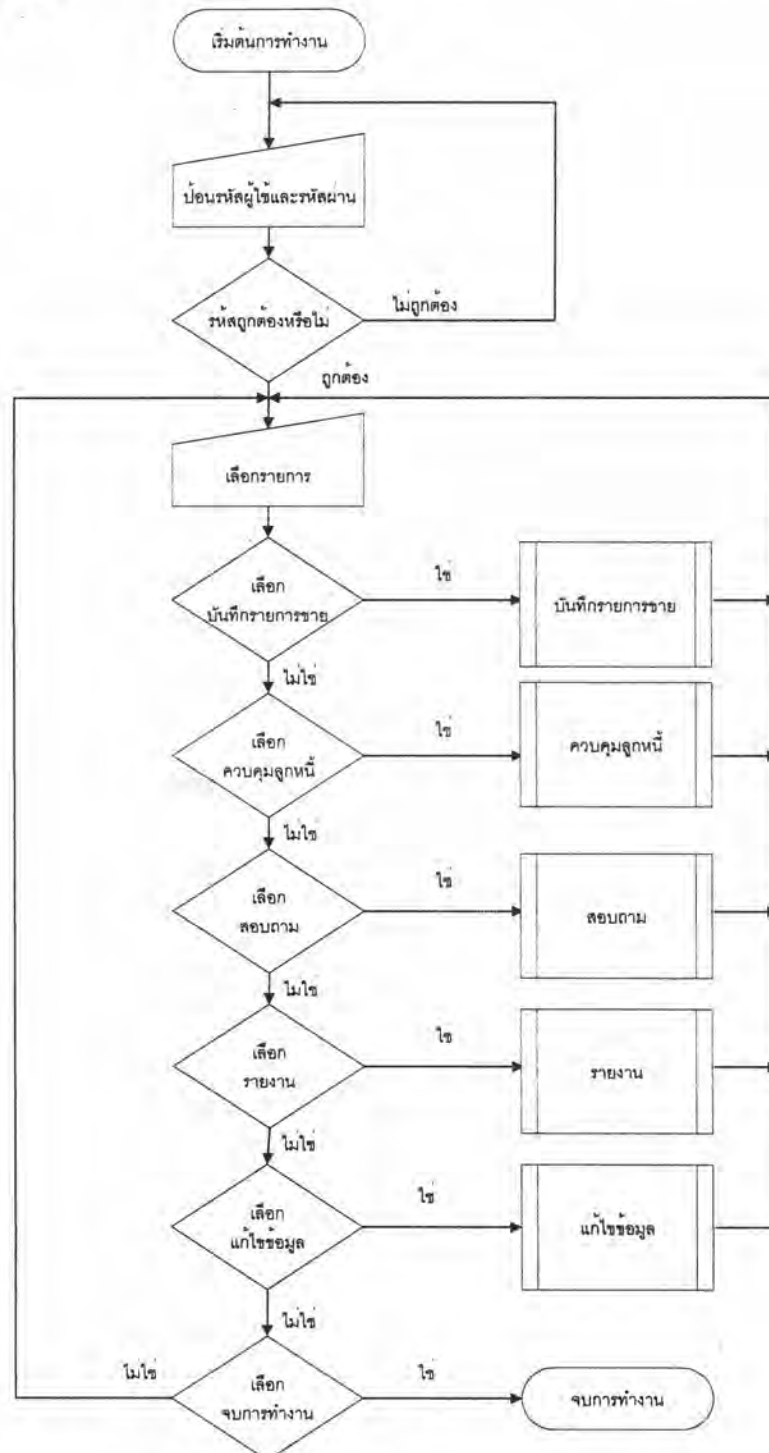 เริ่มต้นการทำงาน
ป้อนรหัสผู้ใช้และรหัสผ่าน
รหัสถูกต้องหรือไม่
ไม่ถูกต้อง
ถูกต้อง
เลือกรายการ
เลือก
บันทึกรายการขาย
ใช่
บันทึกรายการขาย
ไม่ใช่
เลือก
ควบคุมลูกหนี้
ใช่
ควบคุมลูกหนี้
ไม่ใช่
เลือก
สอบถาม
ใช่
สอบถาม
ไม่ใช่
เลือก
รายงาน
ใช่
รายงาน
ไม่ใช่
เลือก
แก้ไขข้อมูล
ใช่
แก้ไขข้อมูล
ไม่ใช่
ไม่ใช่
เลือก
จบการทำงาน
ใช่
จบการทำงาน